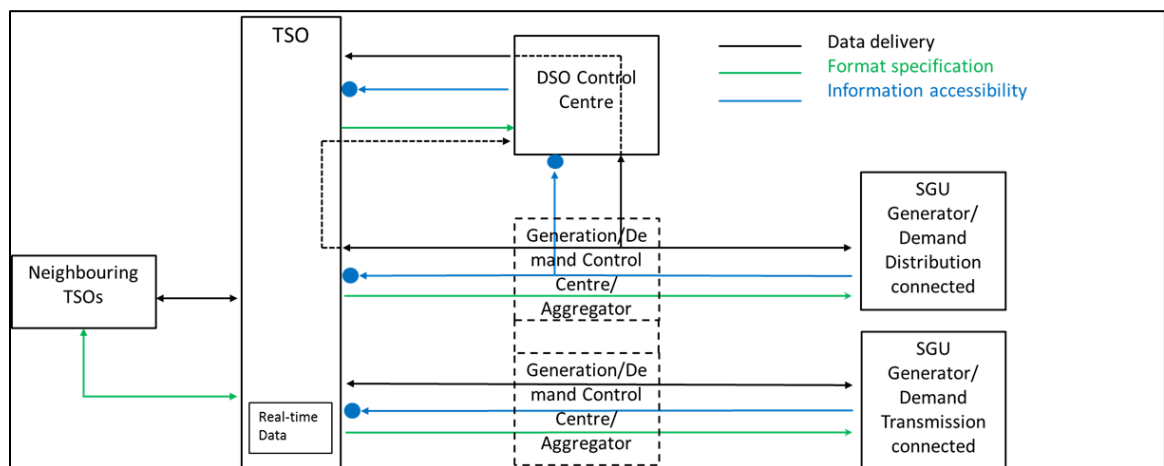 TSO
DSO Control
Centre
Data delivery
Format specification
Information accessibility
Generation/De
mand Control
Centre/
Aggregator
SGU
Generator/
Demand
Distribution
connected
Neighbouring
TSOs
Generation/De
mand Control
Centre/
Aggregator
SGU
Generator/
Demand
Transmission
connected
Real-time
Data